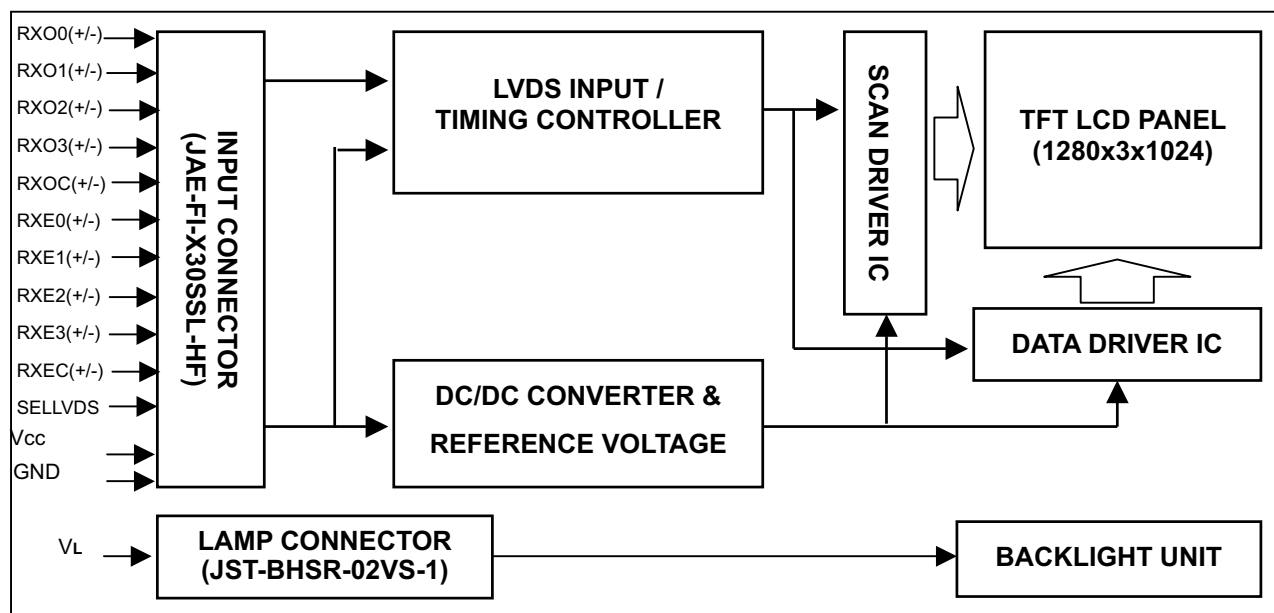 RXO0(+/-)
RXO1(+/-)
RXO2(+/-)
RXO3(+/-)
RXOC(+/-)
RXE0(+/-)
RXE1(+/-)
RXE2(+/-)
RXE3(+/-)
RXEC(+/-)
SELLVDS
Vcc
GND
INPUT CONNECTOR
(JAE-FI-X30SSL-HF)
LVDS INPUT /
TIMING CONTROLLER
SCAN DRIVER IC
TFT LCD PANEL
(1280x3x1024)
DATA DRIVER IC
DC/DC CONVERTER &
REFERENCE VOLTAGE
VL
LAMP CONNECTOR
(JST-BHSR-02VS-1)
BACKLIGHT UNIT